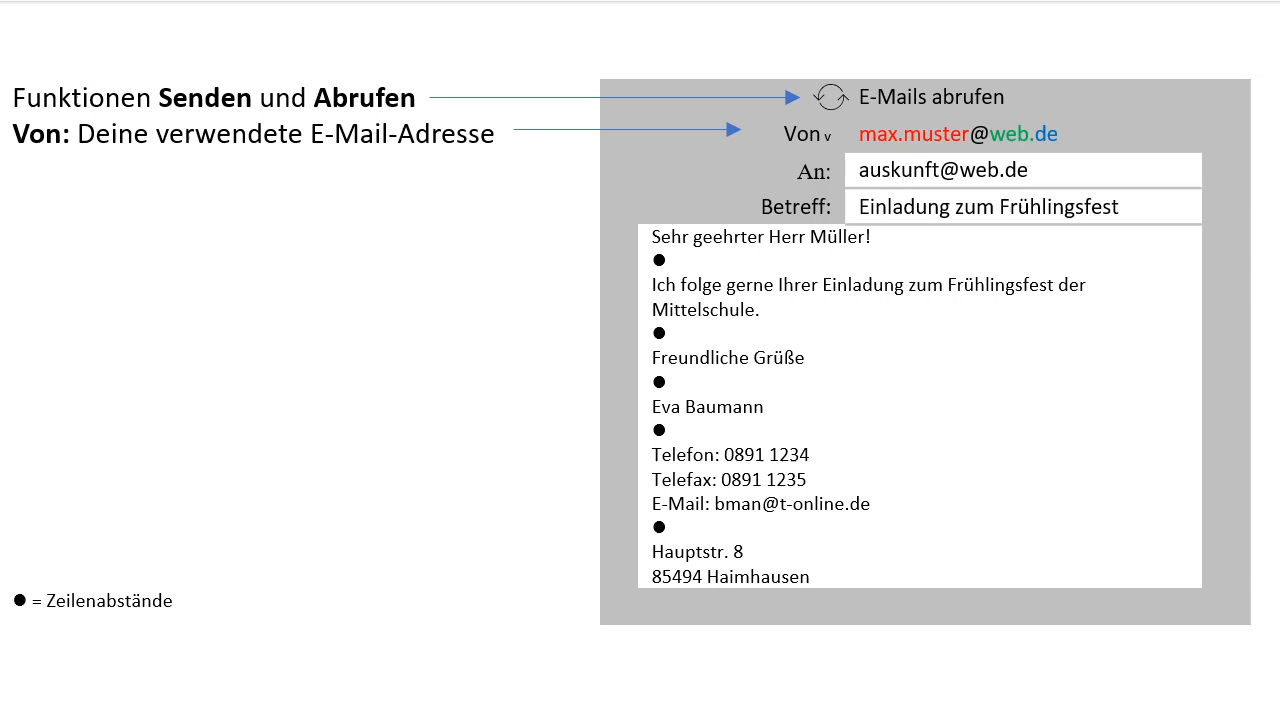 Funktionen Senden und Abrufen
Von: Deine verwendete E-Mail-Adresse
E-Mails abrufen
Von v max.muster@web.de
An: auskunft@web.de
Betreff: Einladung zum Frühlingsfest
Sehr geehrter Herr Müller!
●
Ich folge gerne Ihrer Einladung zum Frühlingsfest der
Mittelschule.
●
Freundliche Grüße
●
Eva Baumann
●
Telefon: 0891 1234
Telefax: 0891 1235
E-Mail: bman@t-online.de
●
Hauptstr. 8
85494 Haimhausen
● = Zeilenabstände